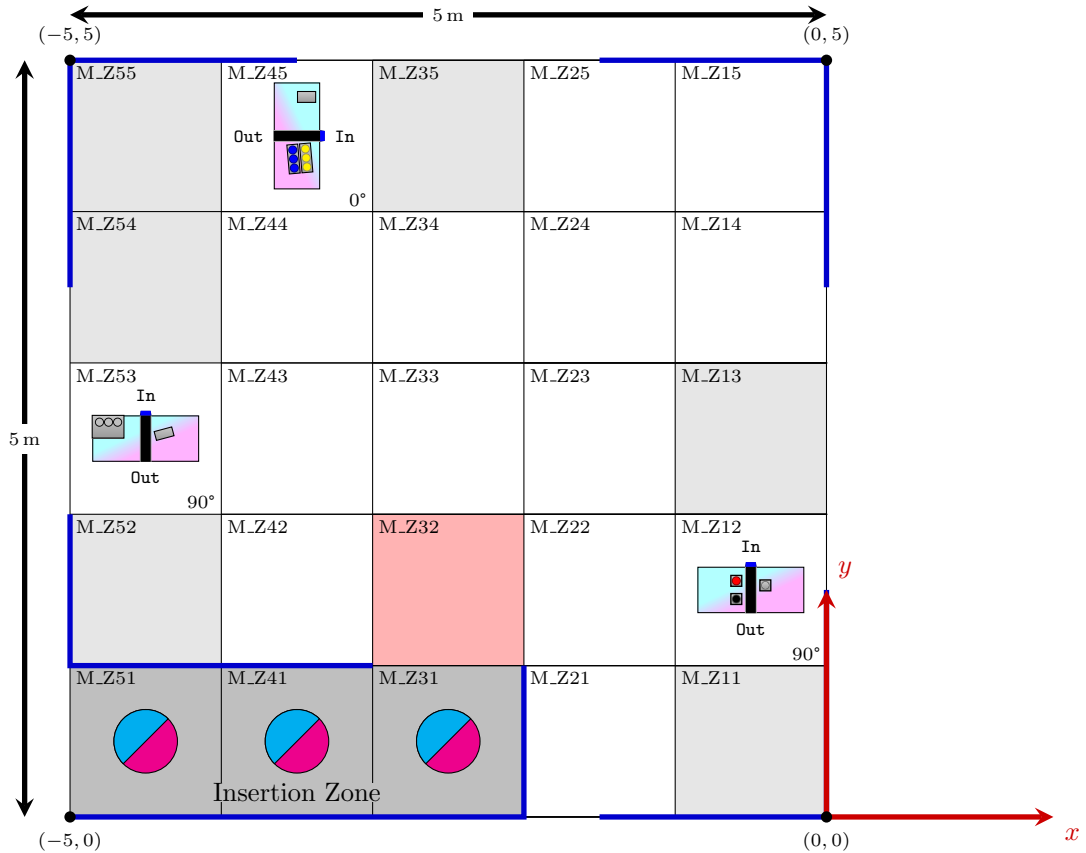 5 m
(−5, 5) (0, 5)
M_Z55 M_Z45 M_Z35 M_Z25 M_Z15
Out In
0°
M_Z54 M_Z44 M_Z34 M_Z24 M_Z14
M_Z53 M_Z43 M_Z33 M_Z23 M_Z13
In
5 m
Out
90°
M_Z52 M_Z42 M_Z32 M_Z22 M_Z12
In
y
Out
90°
M_Z51 M_Z41 M_Z31 M_Z21 M_Z11
Insertion Zone
(−5, 0) (0, 0) x